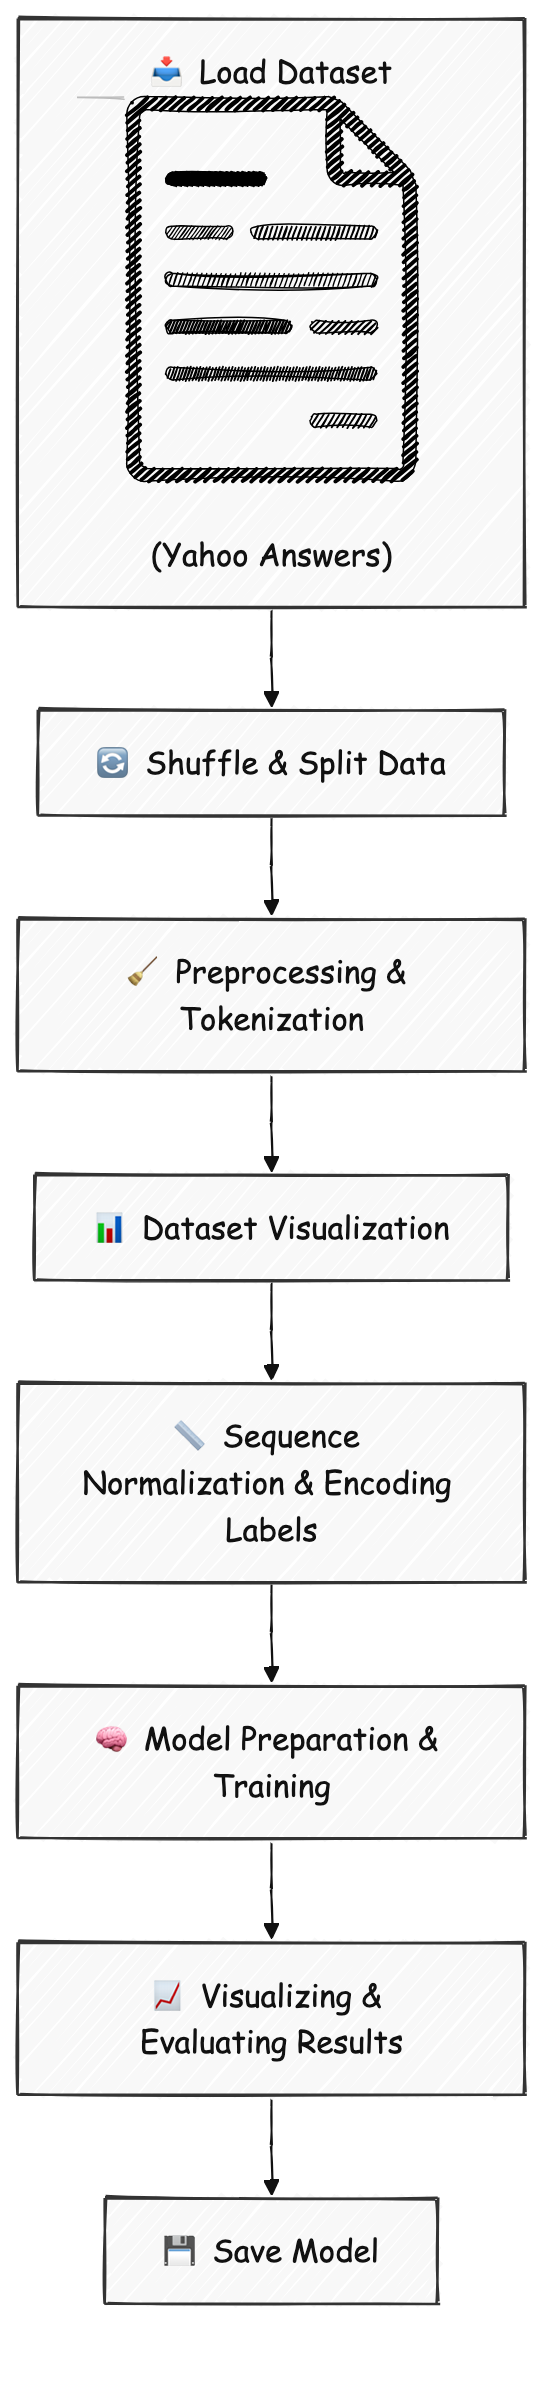 📥 Load Dataset
(Yahoo Answers)
🔄 Shuffle & Split Data
🧹 Preprocessing &
Tokenization
📊 Dataset Visualization
📏 Sequence
Normalization & Encoding
Labels
🧠 Model Preparation &
Training
📈 Visualizing &
Evaluating Results
💾 Save Model